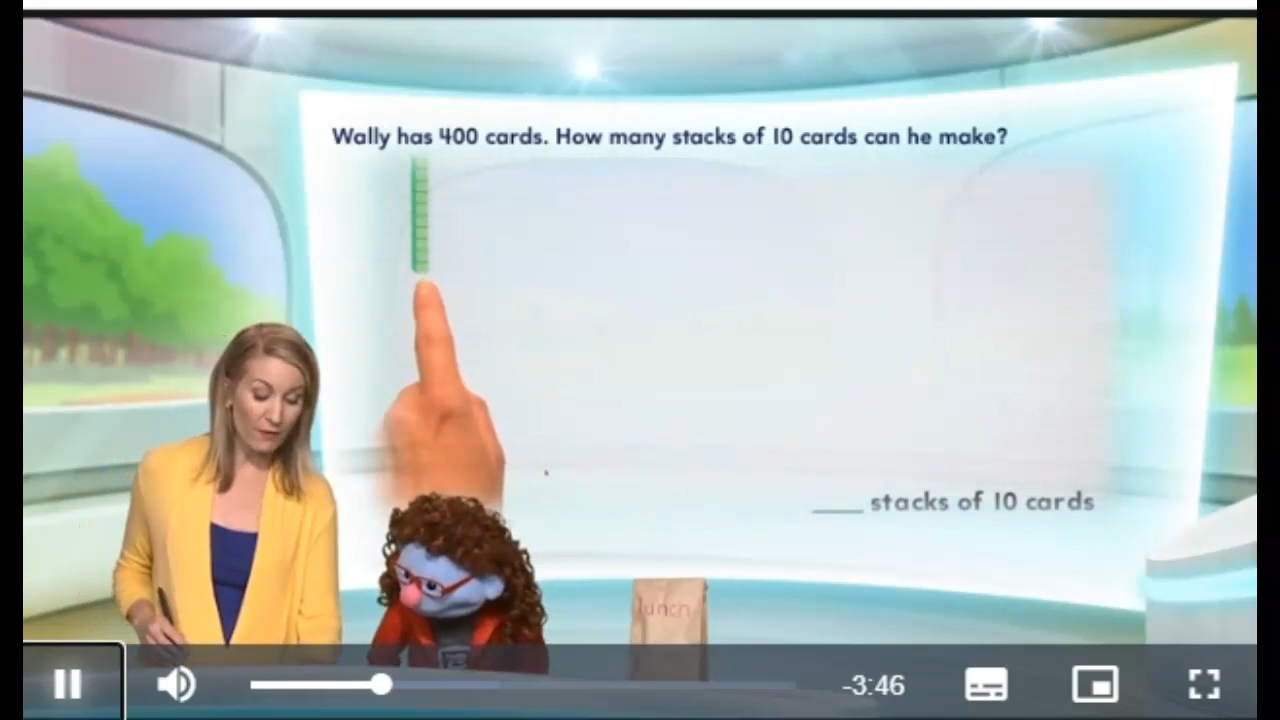 Wally has 400 cards. How many stacks of 10 cards can he make?
____ stacks of 10 cards
lunch
-3:46